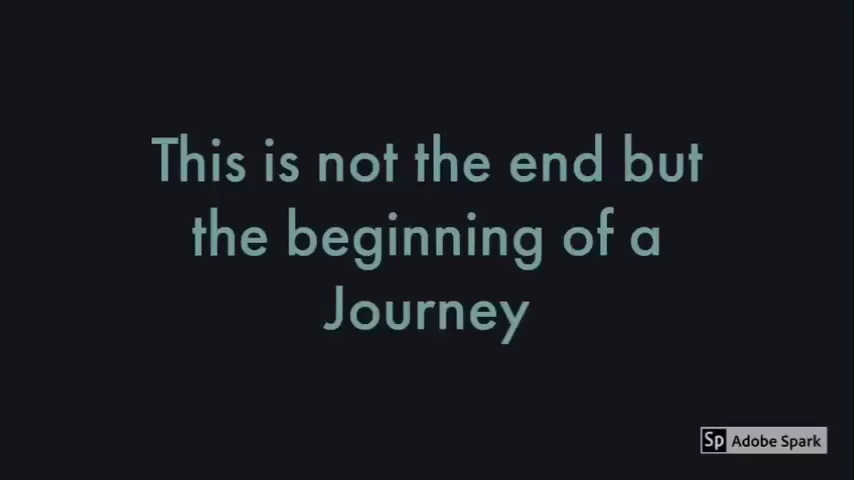 This is not the end but
the beginning of a
Journey
Sp Adobe Spark